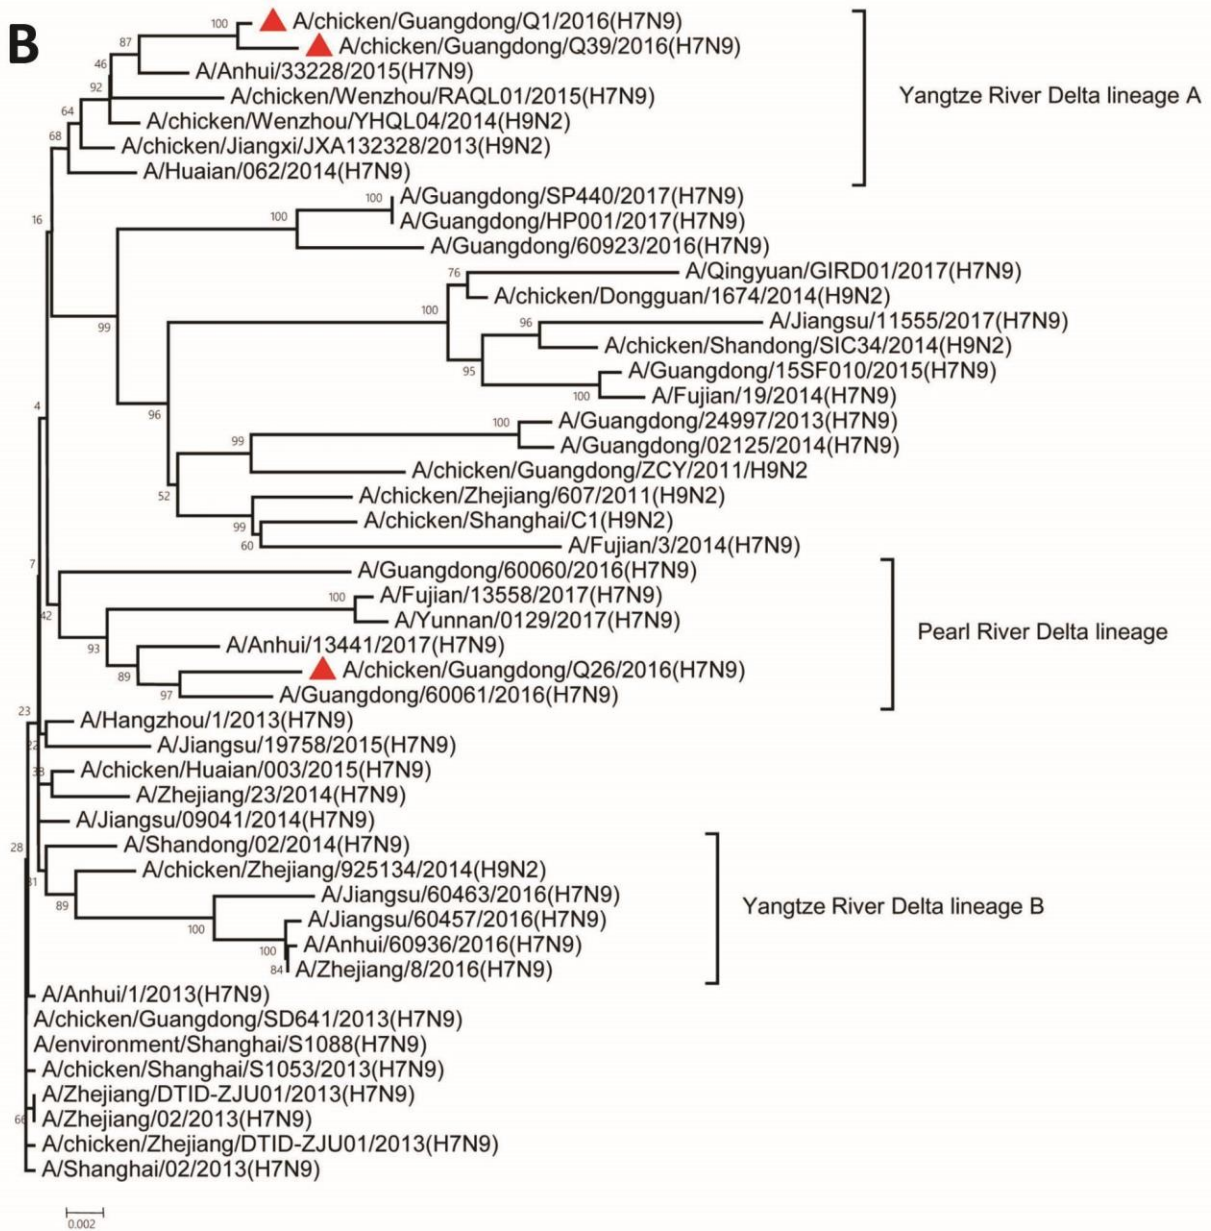 B
100
A/chicken/Guangdong/Q1/2016(H7N9)
87
A/chicken/Guangdong/Q39/2016(H7N9)
46
A/Anhui/33228/2015(H7N9)
92
A/chicken/Wenzhou/RAQL01/2015(H7N9)
Yangtze River Delta lineage A
64
A/chicken/Wenzhou/YHQL04/2014(H9N2)
68
A/chicken/Jiangxi/JXA132328/2013(H9N2)
A/Huaian/062/2014(H7N9)
100
A/Guangdong/SP440/2017(H7N9)
16
100
A/Guangdong/HP001/2017(H7N9)
A/Guangdong/60923/2016(H7N9)
76
A/Qingyuan/GIRD01/2017(H7N9)
A/chicken/Dongguan/1674/2014(H9N2)
100
99
96
A/Jiangsu/11555/2017(H7N9)
A/chicken/Shandong/SIC34/2014(H9N2)
95
A/Guangdong/15SF010/2015(H7N9)
100
A/Fujian/19/2014(H7N9)
4
96
100
A/Guangdong/24997/2013(H7N9)
99
A/Guangdong/02125/2014(H7N9)
A/chicken/Guangdong/ZCY/2011/H9N2
52
A/chicken/Zhejiang/607/2011(H9N2)
99
A/chicken/Shanghai/C1(H9N2)
60
A/Fujian/3/2014(H7N9)
7
A/Guangdong/60060/2016(H7N9)
100
A/Fujian/13558/2017(H7N9)
42
A/Yunnan/0129/2017(H7N9)
Pearl River Delta lineage
93
A/Anhui/13441/2017(H7N9)
89
A/chicken/Guangdong/Q26/2016(H7N9)
97
A/Guangdong/60061/2016(H7N9)
23
A/Hangzhou/1/2013(H7N9)
22
A/Jiangsu/19758/2015(H7N9)
A/chicken/Huaian/003/2015(H7N9)
A/Zhejiang/23/2014(H7N9)
A/Jiangsu/09041/2014(H7N9)
28
A/Shandong/02/2014(H7N9)
A/chicken/Zhejiang/925134/2014(H9N2)
89
A/Jiangsu/60463/2016(H7N9)
Yangtze River Delta lineage B
100
A/Jiangsu/60457/2016(H7N9)
100
A/Anhui/60936/2016(H7N9)
84
A/Zhejiang/8/2016(H7N9)
A/Anhui/1/2013(H7N9)
A/chicken/Guangdong/SD641/2013(H7N9)
A/environment/Shanghai/S1088(H7N9)
A/chicken/Shanghai/S1053/2013(H7N9)
A/Zhejiang/DTID-ZJU01/2013(H7N9)
66
A/Zhejiang/02/2013(H7N9)
A/chicken/Zhejiang/DTID-ZJU01/2013(H7N9)
A/Shanghai/02/2013(H7N9)
0.002